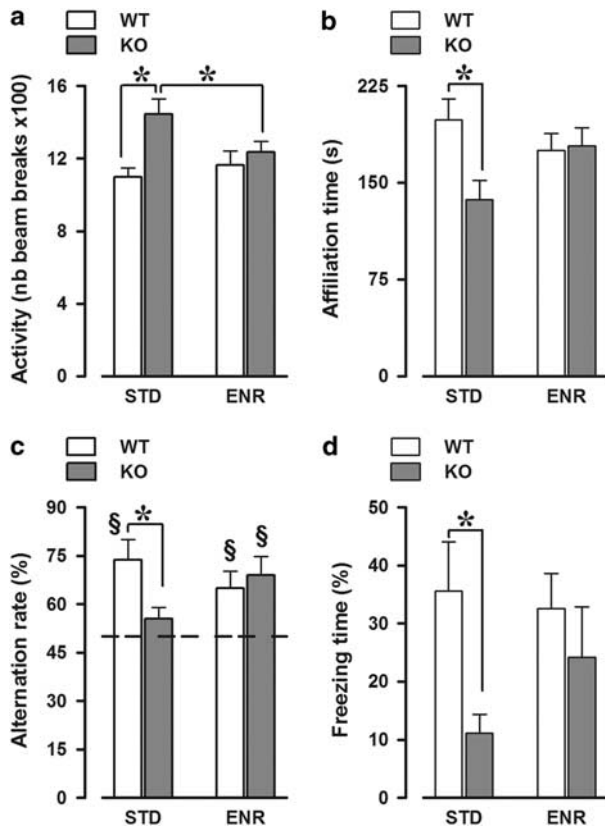 a
WT
KO
Activity (nb beam breaks x100)
16
12
8
4
0
*
*
STD
ENR
b
WT
KO
Affiliation time (s)
225
150
75
0
*
STD
ENR
c
WT
KO
Alternation rate (%)
90
75
60
45
30
15
0
§
*
§
§
STD
ENR
d
WT
KO
Freezing time (%)
50
40
30
20
10
0
*
STD
ENR